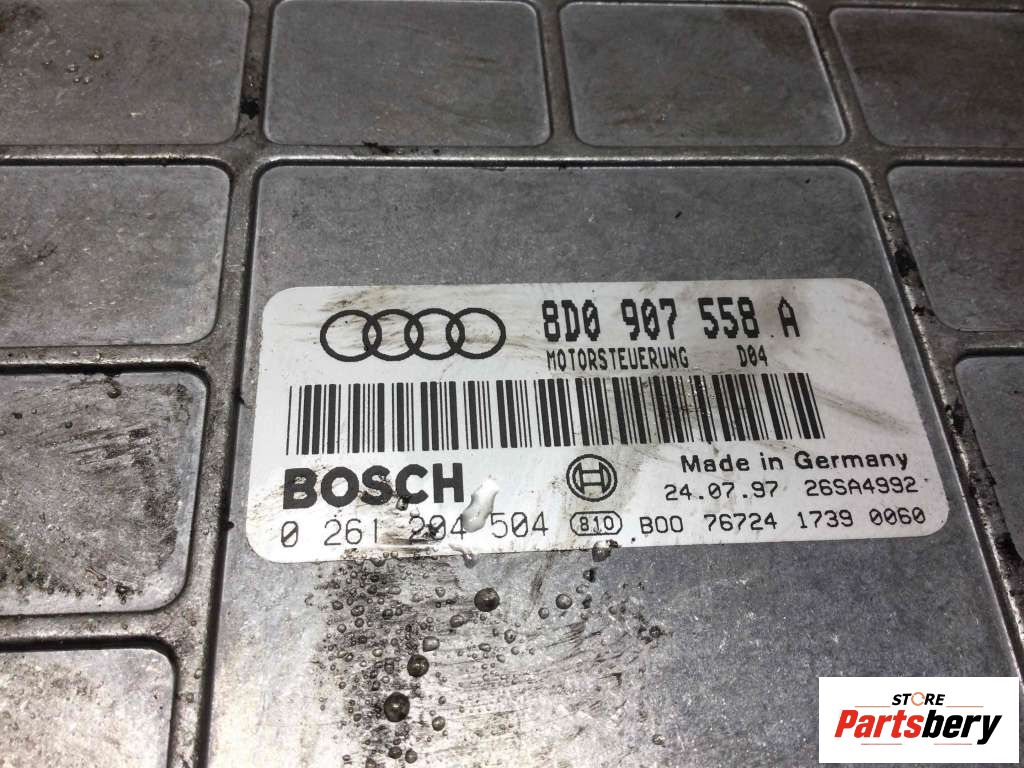 8D0 907 558 A
MOTORSTEUERUNG D04
BOSCH
Made in Germany
24.07.97 26SA4992
0 261 204 504 810 B00 76724 1739 0060
STORE
Partsbery